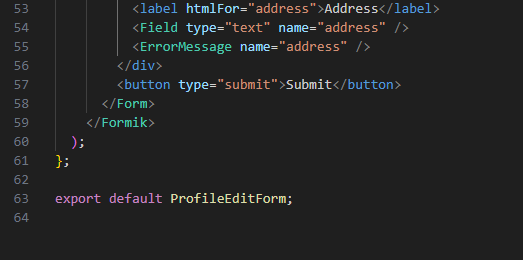 53 <label htmlFor="address">Address</label>
54 <Field type="text" name="address" />
55 <ErrorMessage name="address" />
56 </div>
57 <button type="submit">Submit</button>
58 </Form>
59 </Formik>
60 );
61 };
62
63 export default ProfileEditForm;
64